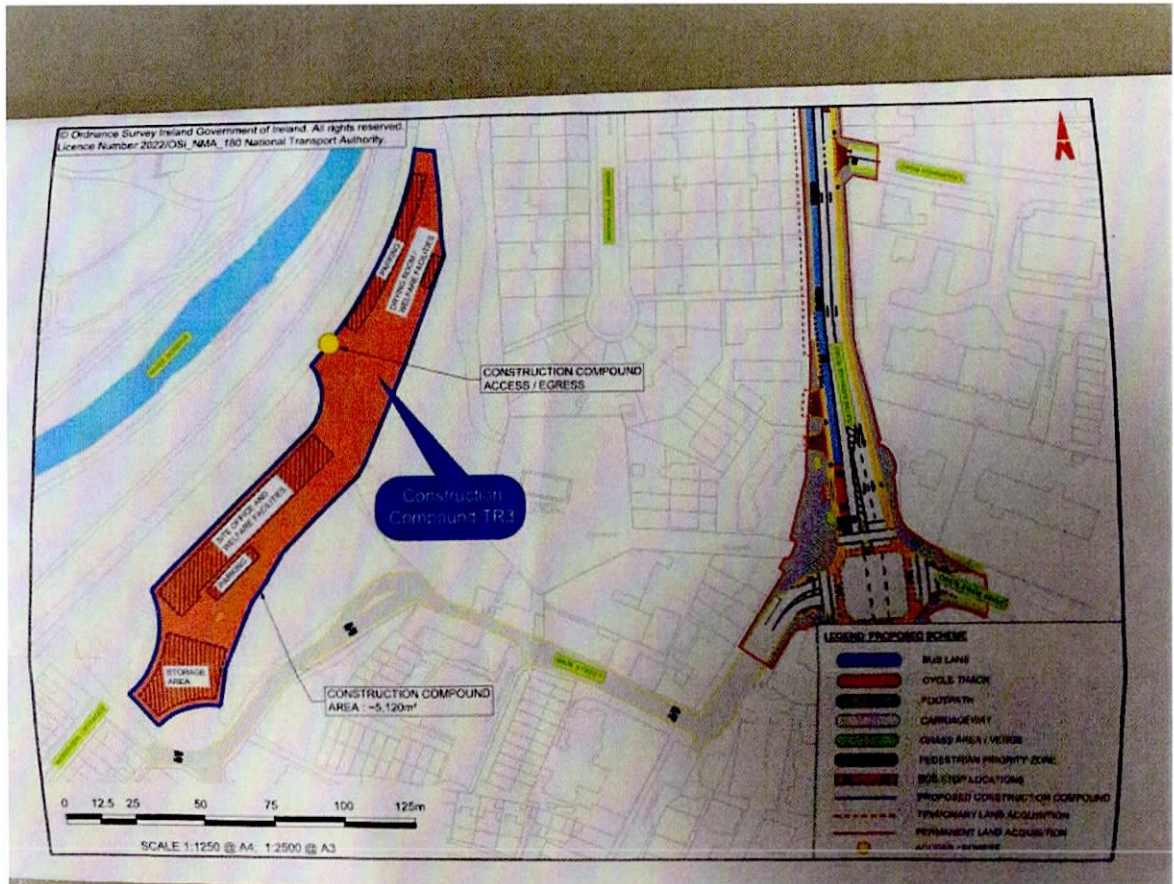 © Ordnance Survey Ireland Government of Ireland. All rights reserved.
Licence Number 2022/OSi_NMA_180 National Transport Authority.
PARKING
DRYING ROOM /
WELFARE FACILITIES
CONSTRUCTION COMPOUND
ACCESS / EGRESS
Construction
Compound TR3
SITE OFFICE AND
WELFARE FACILITIES
PARKING
STORAGE
AREA
CONSTRUCTION COMPOUND
AREA : ~5,120m²
MAIN STREET
0 12.5 25 50 75 100 125m
SCALE 1:1250 @ A4; 1:2500 @ A3
LEGEND: PROPOSED SCHEME
BUS LANE
CYCLE TRACK
FOOTPATH
CARRIAGEWAY
GRASS AREA / VERGE
PEDESTRIAN PRIORITY ZONE
BUS STOP LOCATIONS
PROPOSED CONSTRUCTION COMPOUND
TEMPORARY LAND ACQUISITION
PERMANENT LAND ACQUISITION
ACCESS / EGRESS